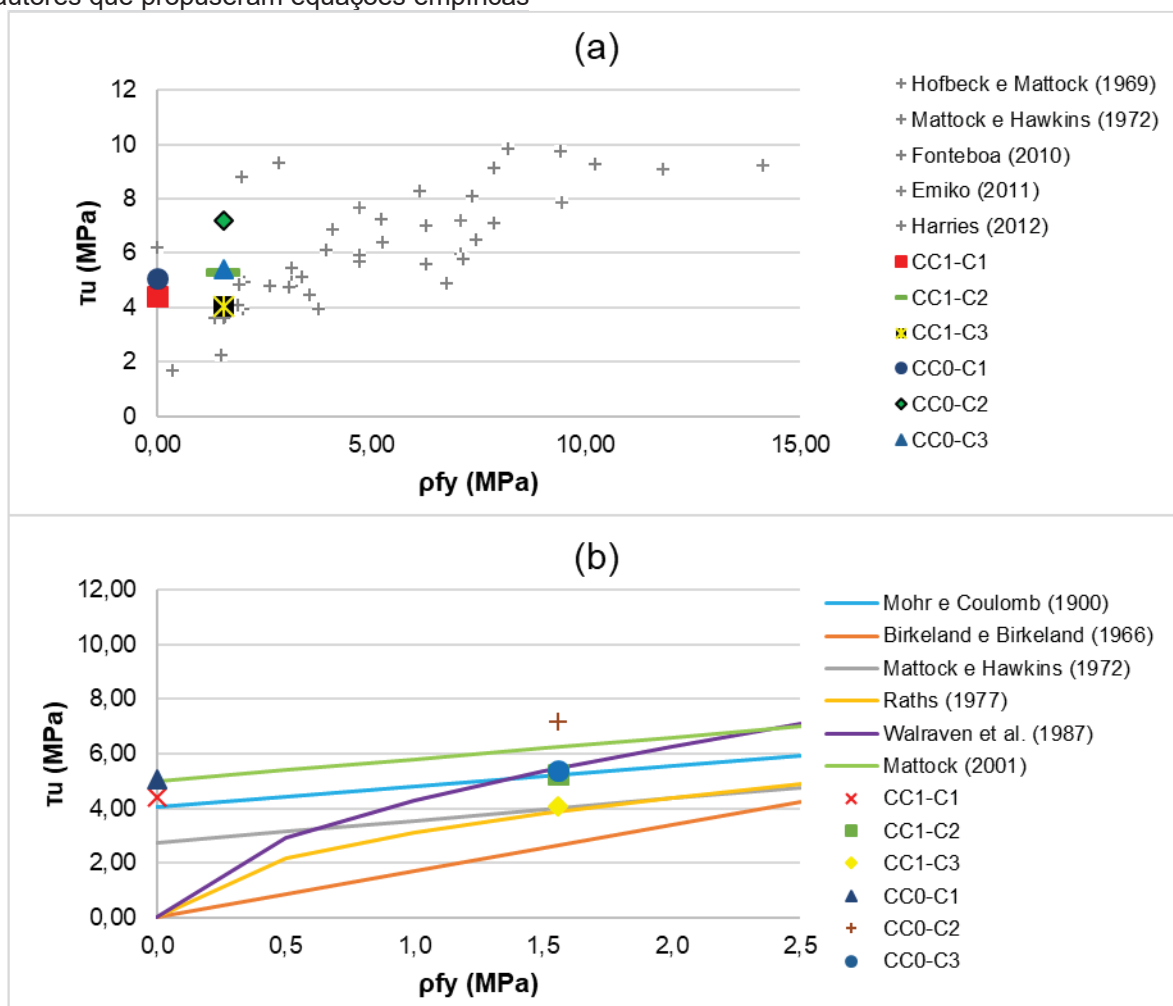 autores que propuseram equações empíricas
(a)
12
10
8
6
4
2
0
τu (MPa)
0,00
5,00
10,00
15,00
ρfy (MPa)
Hofbeck e Mattock (1969)
Mattock e Hawkins (1972)
Fonteboa (2010)
Emiko (2011)
Harries (2012)
CC1-C1
CC1-C2
CC1-C3
CC0-C1
CC0-C2
CC0-C3
(b)
12,00
10,00
8,00
6,00
4,00
2,00
0,00
τu (MPa)
0,0
0,5
1,0
1,5
2,0
2,5
ρfy (MPa)
Mohr e Coulomb (1900)
Birkeland e Birkeland (1966)
Mattock e Hawkins (1972)
Raths (1977)
Walraven et al. (1987)
Mattock (2001)
CC1-C1
CC1-C2
CC1-C3
CC0-C1
CC0-C2
CC0-C3